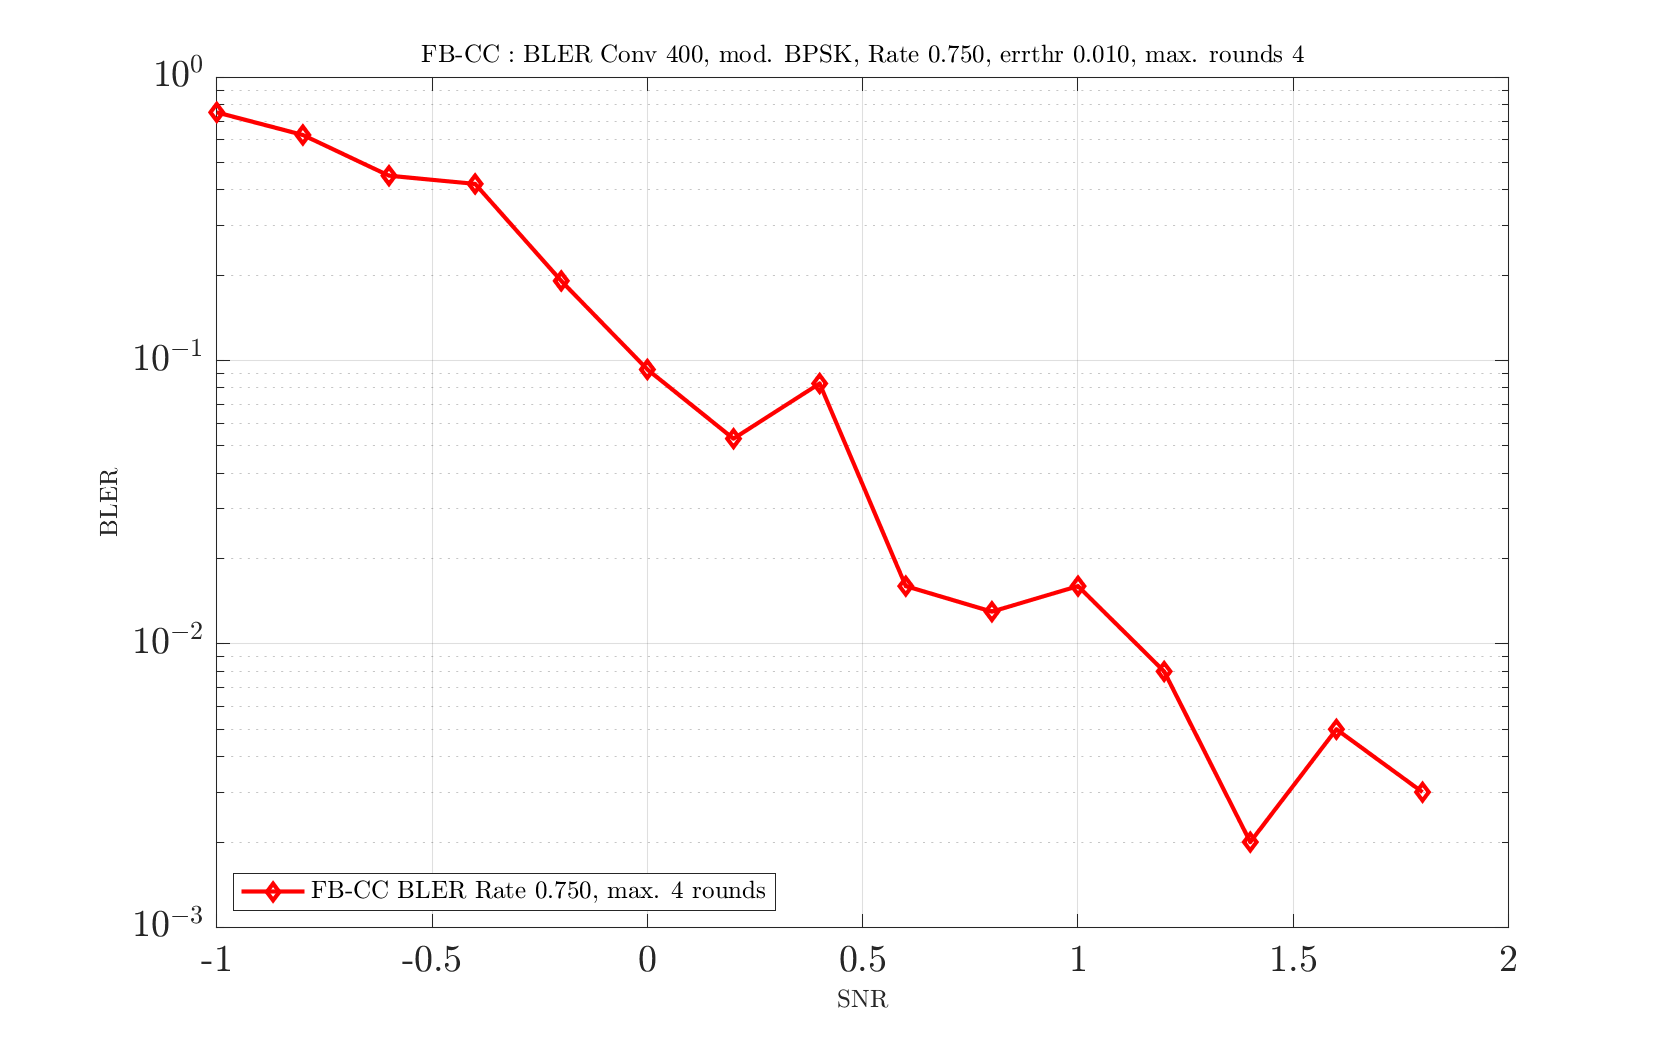 FB-CC : BLER Conv 400, mod. BPSK, Rate 0.750, errthr 0.010, max. rounds 4
10^0
10^{-1}
10^{-2}
10^{-3}
BLER
FB-CC BLER Rate 0.750, max. 4 rounds
-1 -0.5 0 0.5 1 1.5 2
SNR